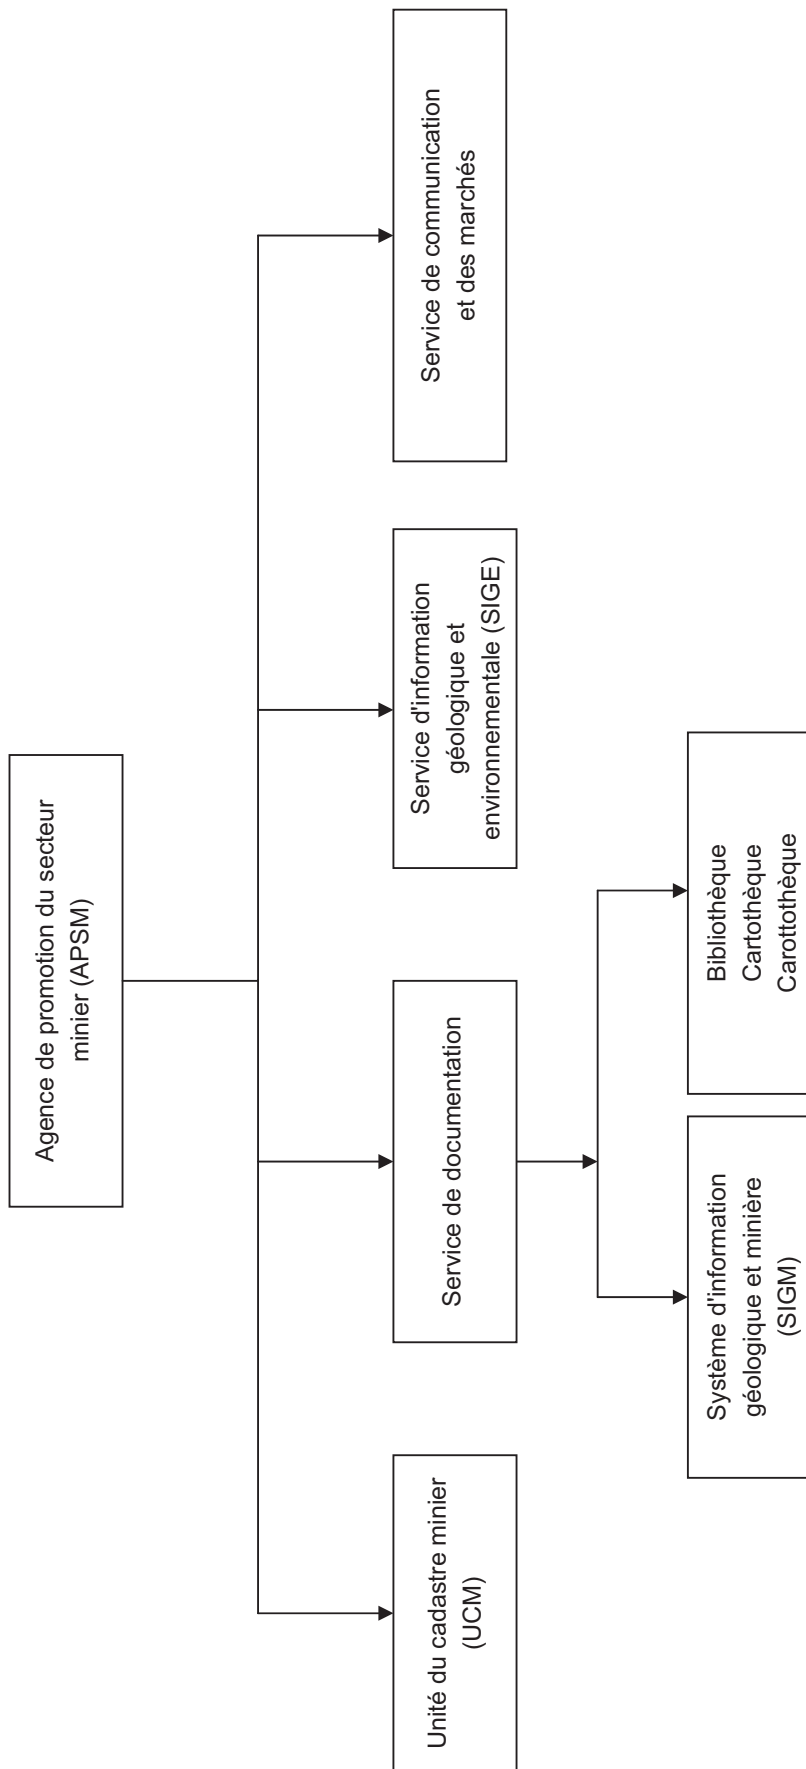 Agence de promotion du secteur
minier (APSM)
Unité du cadastre minier
(UCM)
Service de documentation
Service d'information
géologique et
environnementale (SIGE)
Service de communication
et des marchés
Système d'information
géologique et minière
(SIGM)
Bibliothèque
Cartothèque
Carottothèque